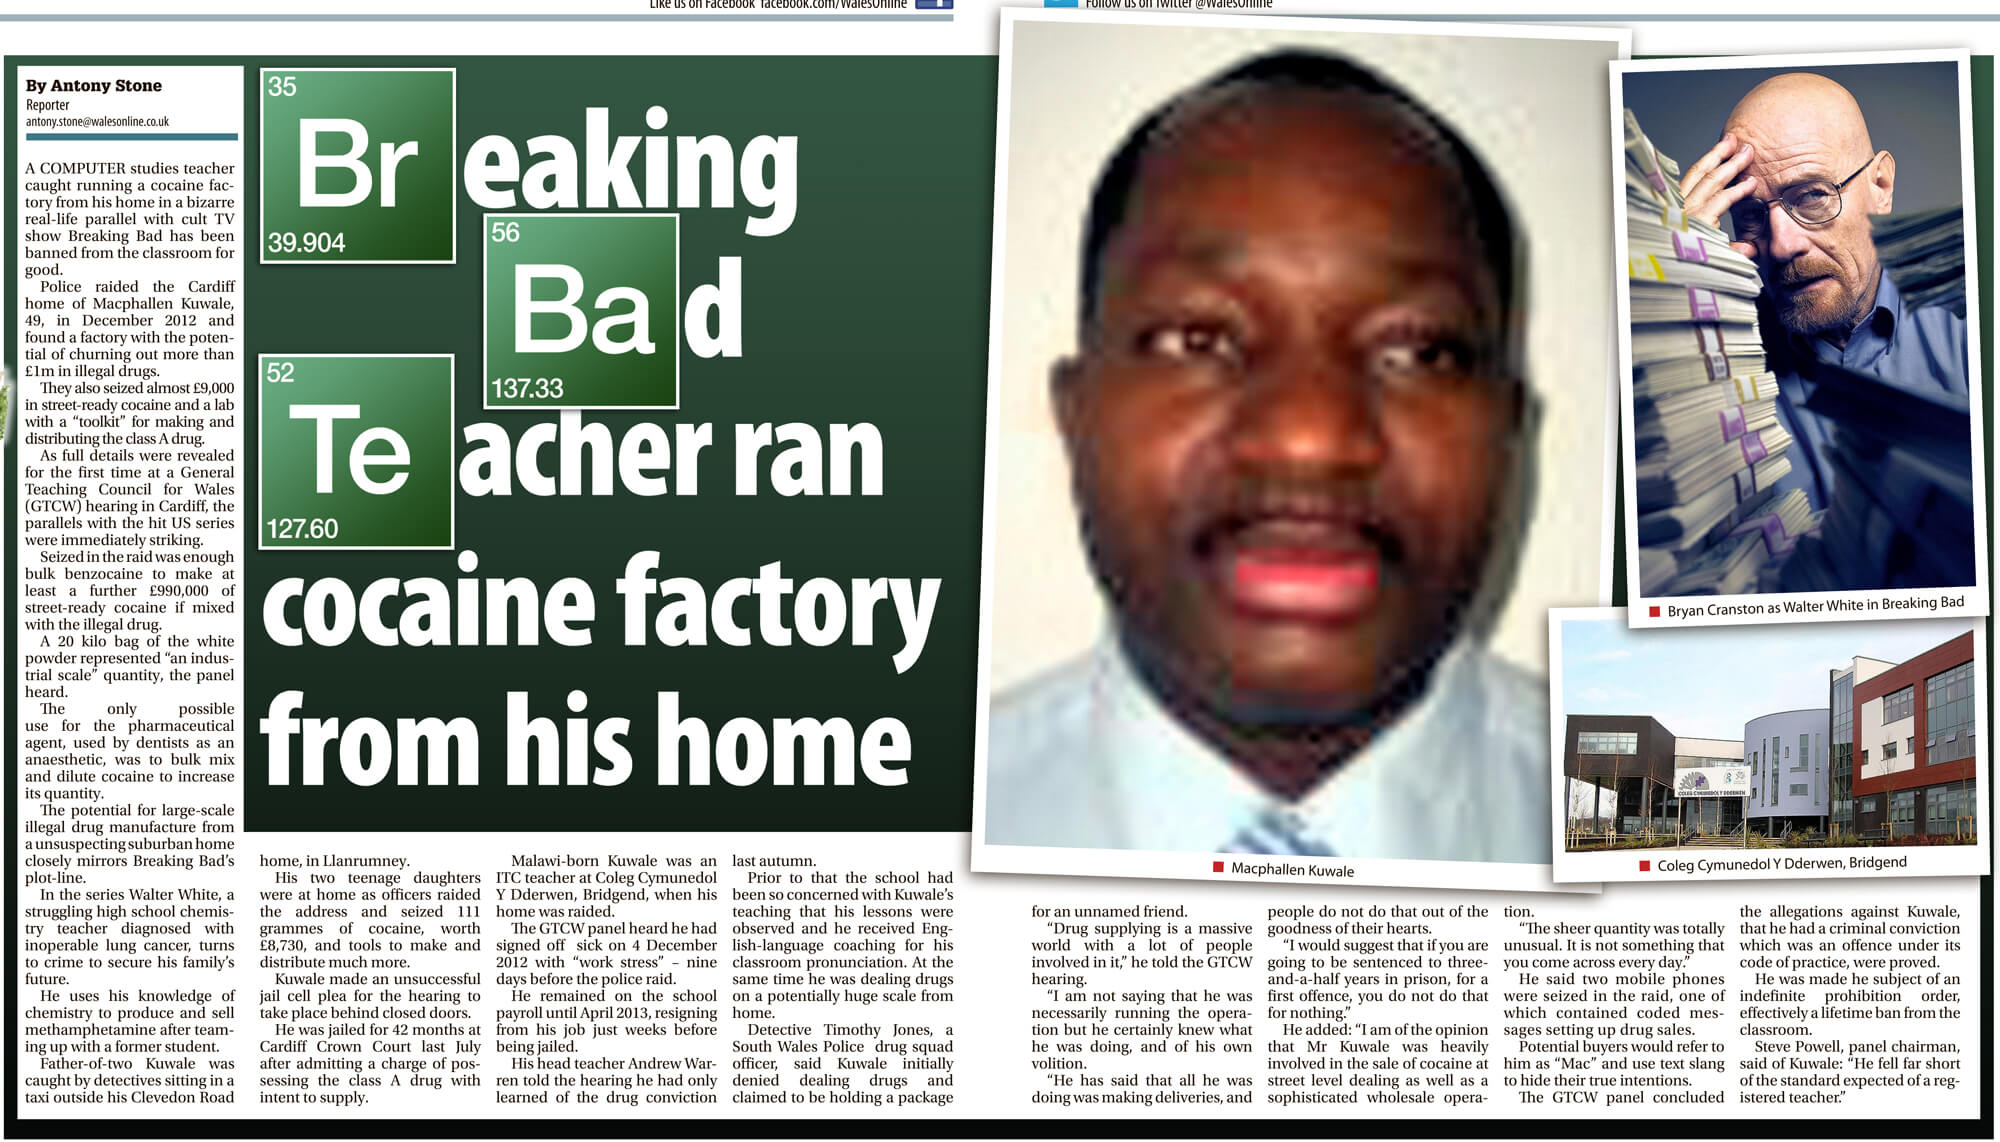 Like us on Facebook facebook.com/WalesOnline
Follow us on Twitter @WalesOnline
By Antony Stone
Reporter
antony.stone@walesonline.co.uk
A COMPUTER studies teacher
caught running a cocaine fac-
tory from his home in a bizarre
real-life parallel with cult TV
show Breaking Bad has been
banned from the classroom for
good.
Police raided the Cardiff
home of Macphallen Kuwale,
49, in December 2012 and
found a factory with the poten-
tial of churning out more than
£1m in illegal drugs.
They also seized almost £9,000
in street-ready cocaine and a lab
with a “toolkit” for making and
distributing the class A drug.
As full details were revealed
for the first time at a General
Teaching Council for Wales
(GTCW) hearing in Cardiff, the
parallels with the hit US series
were immediately striking.
Seized in the raid was enough
bulk benzocaine to make at
least a further £990,000 of
street-ready cocaine if mixed
with the illegal drug.
A 20 kilo bag of the white
powder represented “an indus-
trial scale” quantity, the panel
heard.
The only possible
use for the pharmaceutical
agent, used by dentists as an
anaesthetic, was to bulk mix
and dilute cocaine to increase
its quantity.
The potential for large-scale
illegal drug manufacture from
a unsuspecting suburban home
closely mirrors Breaking Bad’s
plot-line.
In the series Walter White, a
struggling high school chemis-
try teacher diagnosed with
inoperable lung cancer, turns
to crime to secure his family’s
future.
He uses his knowledge of
chemistry to produce and sell
methamphetamine after team-
ing up with a former student.
Father-of-two Kuwale was
caught by detectives sitting in a
taxi outside his Clevedon Road
35
Breaking
39.904
56
Bad
137.33
52
Teacher ran
127.60
cocaine factory
from his home
home, in Llanrumney.
His two teenage daughters
were at home as officers raided
the address and seized 111
grammes of cocaine, worth
£8,730, and tools to make and
distribute much more.
Kuwale made an unsuccessful
jail cell plea for the hearing to
take place behind closed doors.
He was jailed for 42 months at
Cardiff Crown Court last July
after admitting a charge of pos-
sessing the class A drug with
intent to supply.
Malawi-born Kuwale was an
ITC teacher at Coleg Cymunedol
Y Dderwen, Bridgend, when his
home was raided.
The GTCW panel heard he had
signed off sick on 4 December
2012 with “work stress” – nine
days before the police raid.
He remained on the school
payroll until April 2013, resigning
from his job just weeks before
being jailed.
His head teacher Andrew War-
ren told the hearing he had only
learned of the drug conviction
last autumn.
Prior to that the school had
been so concerned with Kuwale’s
teaching that his lessons were
observed and he received Eng-
lish-language coaching for his
classroom pronunciation. At the
same time he was dealing drugs
on a potentially huge scale from
home.
Detective Timothy Jones, a
South Wales Police drug squad
officer, said Kuwale initially
denied dealing drugs and
claimed to be holding a package
for an unnamed friend.
“Drug supplying is a massive
world with a lot of people
involved in it,” he told the GTCW
hearing.
“I am not saying that he was
necessarily running the opera-
tion but he certainly knew what
he was doing, and of his own
volition.
“He has said that all he was
doing was making deliveries, and
people do not do that out of the
goodness of their hearts.
“I would suggest that if you are
going to be sentenced to three-
and-a-half years in prison, for a
first offence, you do not do that
for nothing.”
He added: “I am of the opinion
that Mr Kuwale was heavily
involved in the sale of cocaine at
street level dealing as well as a
sophisticated wholesale opera-
tion.
“The sheer quantity was totally
unusual. It is not something that
you come across every day.”
He said two mobile phones
were seized in the raid, one of
which contained coded mes-
sages setting up drug sales.
Potential buyers would refer to
him as “Mac” and use text slang
to hide their true intentions.
The GTCW panel concluded
the allegations against Kuwale,
that he had a criminal conviction
which was an offence under its
code of practice, were proved.
He was made he subject of an
indefinite prohibition order,
effectively a lifetime ban from the
classroom.
Steve Powell, panel chairman,
said of Kuwale: “He fell far short
of the standard expected of a reg-
istered teacher.”
Macphallen Kuwale
Bryan Cranston as Walter White in Breaking Bad
COLEG CYMUNEDOL Y DDERWEN
Coleg Cymunedol Y Dderwen, Bridgend